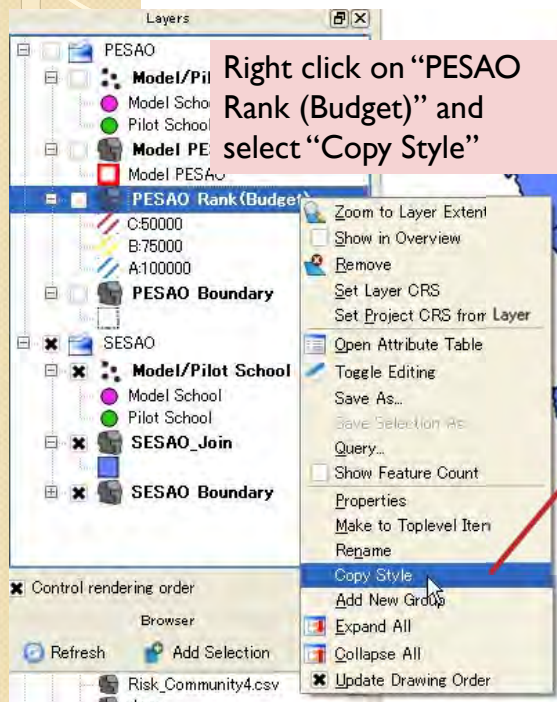 Layers
PESAO
Model/Pil
Model Schoo
Pilot School
Model PE
Model PESAO
PESAO Rank(Budget)
C:50000
B:75000
A:100000
PESAO Boundary
SESAO
Model/Pilot School
Model School
Pilot School
SESAO_Join
SESAO Boundary
Control rendering order
Browser
Refresh
Add Selection
Risk_Community4.csv
Right click on “PESAO
Rank (Budget)” and
select “Copy Style”
Zoom to Layer Extent
Show in Overview
Remove
Set Layer CRS
Set Project CRS from Layer
Open Attribute Table
Toggle Editing
Save As...
Save Selection As
Query...
Show Feature Count
Properties
Make to Toplevel Item
Rename
Copy Style
Add New Group
Expand All
Collapse All
Update Drawing Order